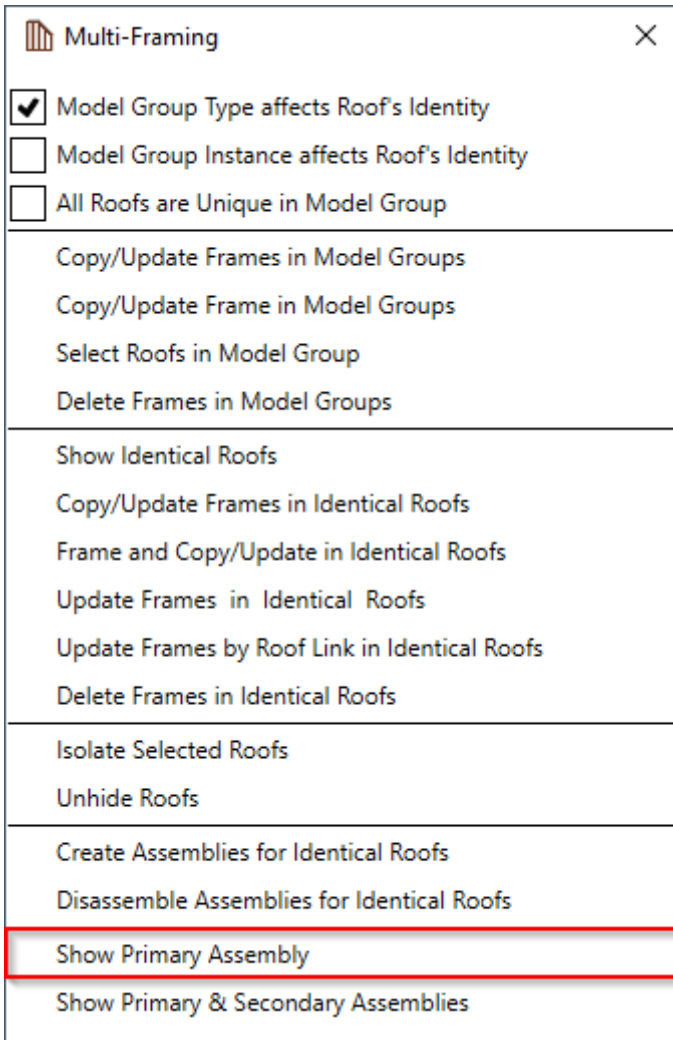 Multi-Framing
Model Group Type affects Roof's Identity
Model Group Instance affects Roof's Identity
All Roofs are Unique in Model Group
Copy/Update Frames in Model Groups
Copy/Update Frame in Model Groups
Select Roofs in Model Group
Delete Frames in Model Groups
Show Identical Roofs
Copy/Update Frames in Identical Roofs
Frame and Copy/Update in Identical Roofs
Update Frames  in  Identical  Roofs
Update Frames by Roof Link in Identical Roofs
Delete Frames in Identical Roofs
Isolate Selected Roofs
Unhide Roofs
Create Assemblies for Identical Roofs
Disassemble Assemblies for Identical Roofs
Show Primary Assembly
Show Primary & Secondary Assemblies